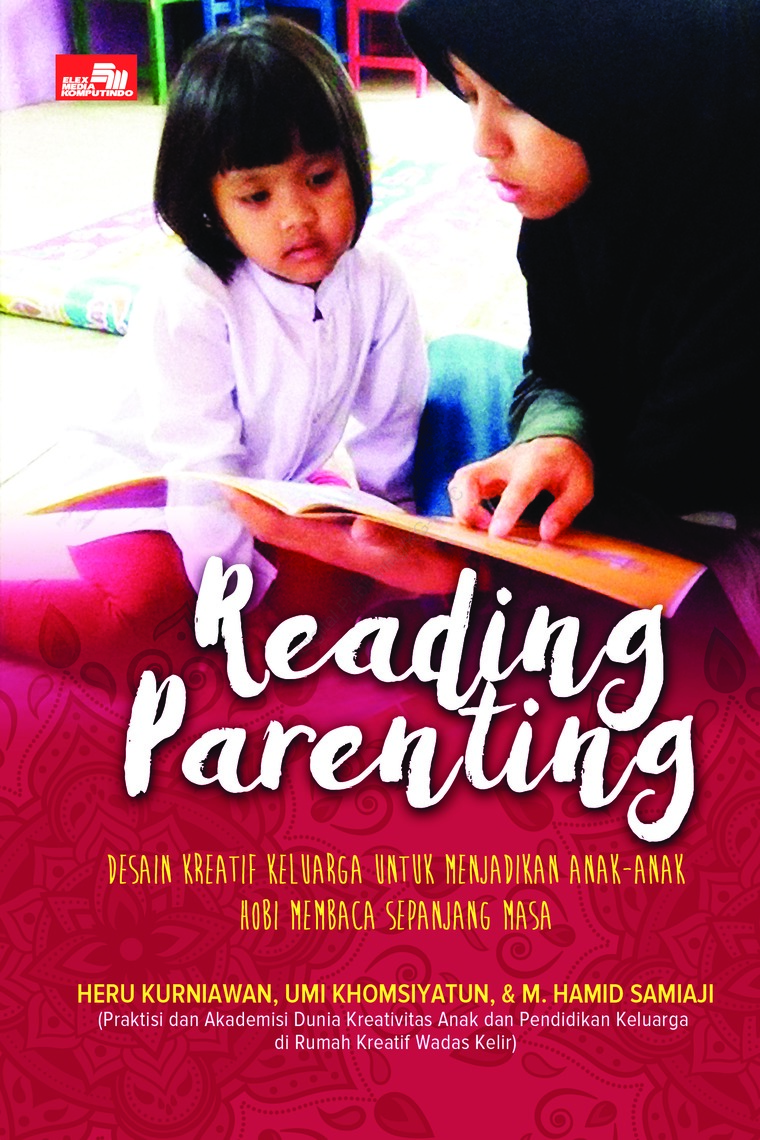 ELEX
MEDIA
KOMPUTINDO
Reading
Parenting
DESAIN KREATIF KELUARGA UNTUK MENJADIKAN ANAK-ANAK
HOBI MEMBACA SEPANJANG MASA
HERU KURNIAWAN, UMI KHOMSIYATUN, & M. HAMID SAMIAJI
(Praktisi dan Akademisi Dunia Kreativitas Anak dan Pendidikan Keluarga
di Rumah Kreatif Wadas Kelir)